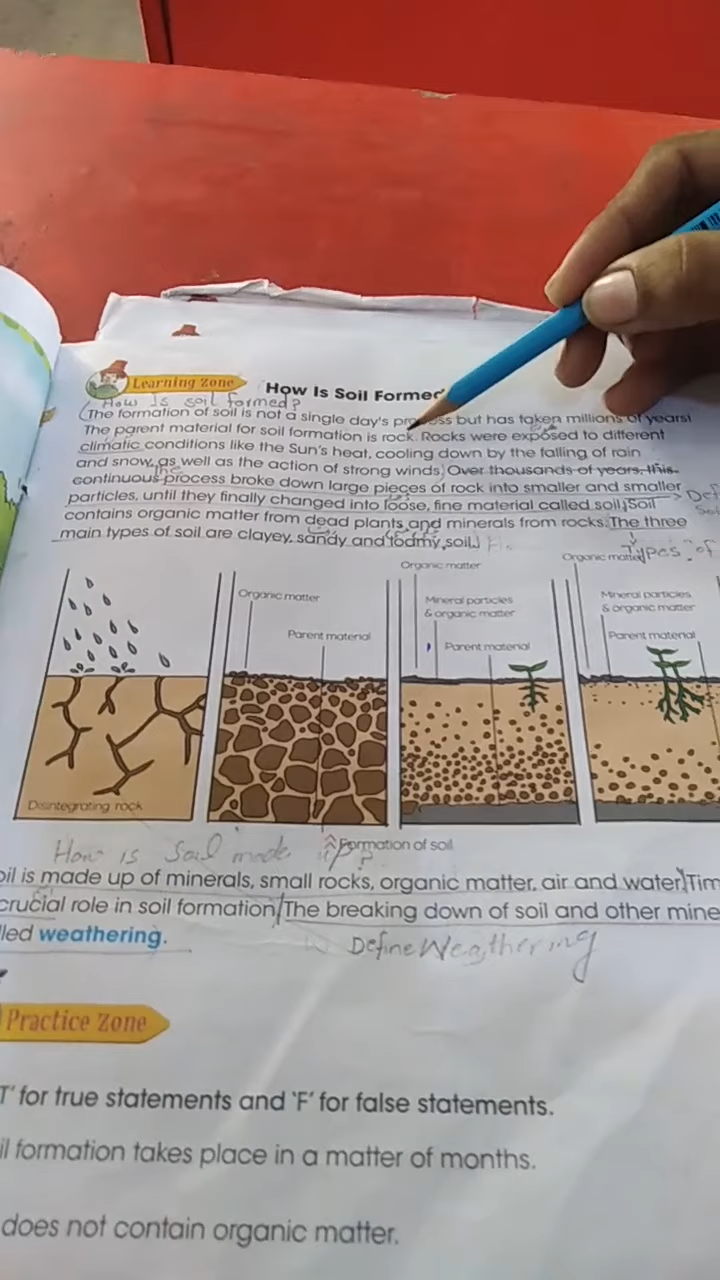 Learning Zone
How Is Soil Formed
How Is soil formed?
The formation of soil is not a single day's process but has taken millions of years!
The parent material for soil formation is rock. Rocks were exposed to different
climatic conditions like the Sun's heat, cooling down by the falling of rain
and snow, as well as the action of strong winds. Over thousands of years, this
continuous process broke down large pieces of rock into smaller and smaller
particles, until they finally changed into loose, fine material called soil. Soil
contains organic matter from dead plants and minerals from rocks. The three
main types of soil are clayey, sandy and loamy soil.
Types of
Organic matter
Mineral particles
& organic matter
Parent material
Organic matter
Mineral particles
& organic matter
Parent material
Organic matter
Parent material
Disintegrating rock
How is soil made up?
Formation of soil
oil is made up of minerals, small rocks, organic matter, air and water. Tim
crucial role in soil formation. The breaking down of soil and other mine
lled weathering.
Define Weathering
Practice Zone
T' for true statements and 'F' for false statements.
il formation takes place in a matter of months.
does not contain organic matter.